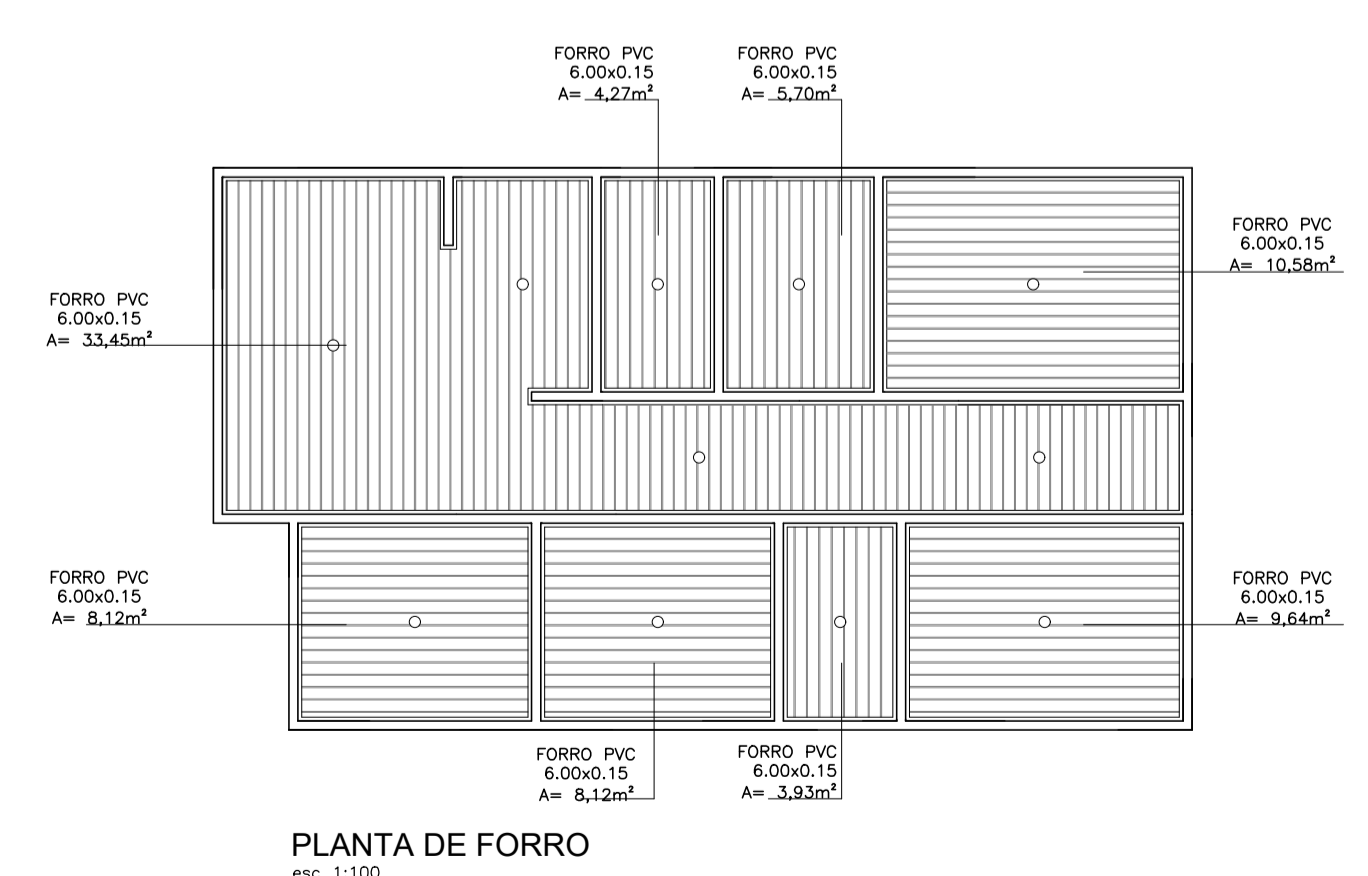 FORRO PVC
6.00x0.15
A= 4,27m²
FORRO PVC
6.00x0.15
A= 5,70m²
FORRO PVC
6.00x0.15
A= 10,58m²
FORRO PVC
6.00x0.15
A= 33,45m²
FORRO PVC
6.00x0.15
A= 8,12m²
FORRO PVC
6.00x0.15
A= 9,64m²
FORRO PVC
6.00x0.15
A= 8,12m²
FORRO PVC
6.00x0.15
A= 3,93m²
PLANTA DE FORRO
esc 1:100